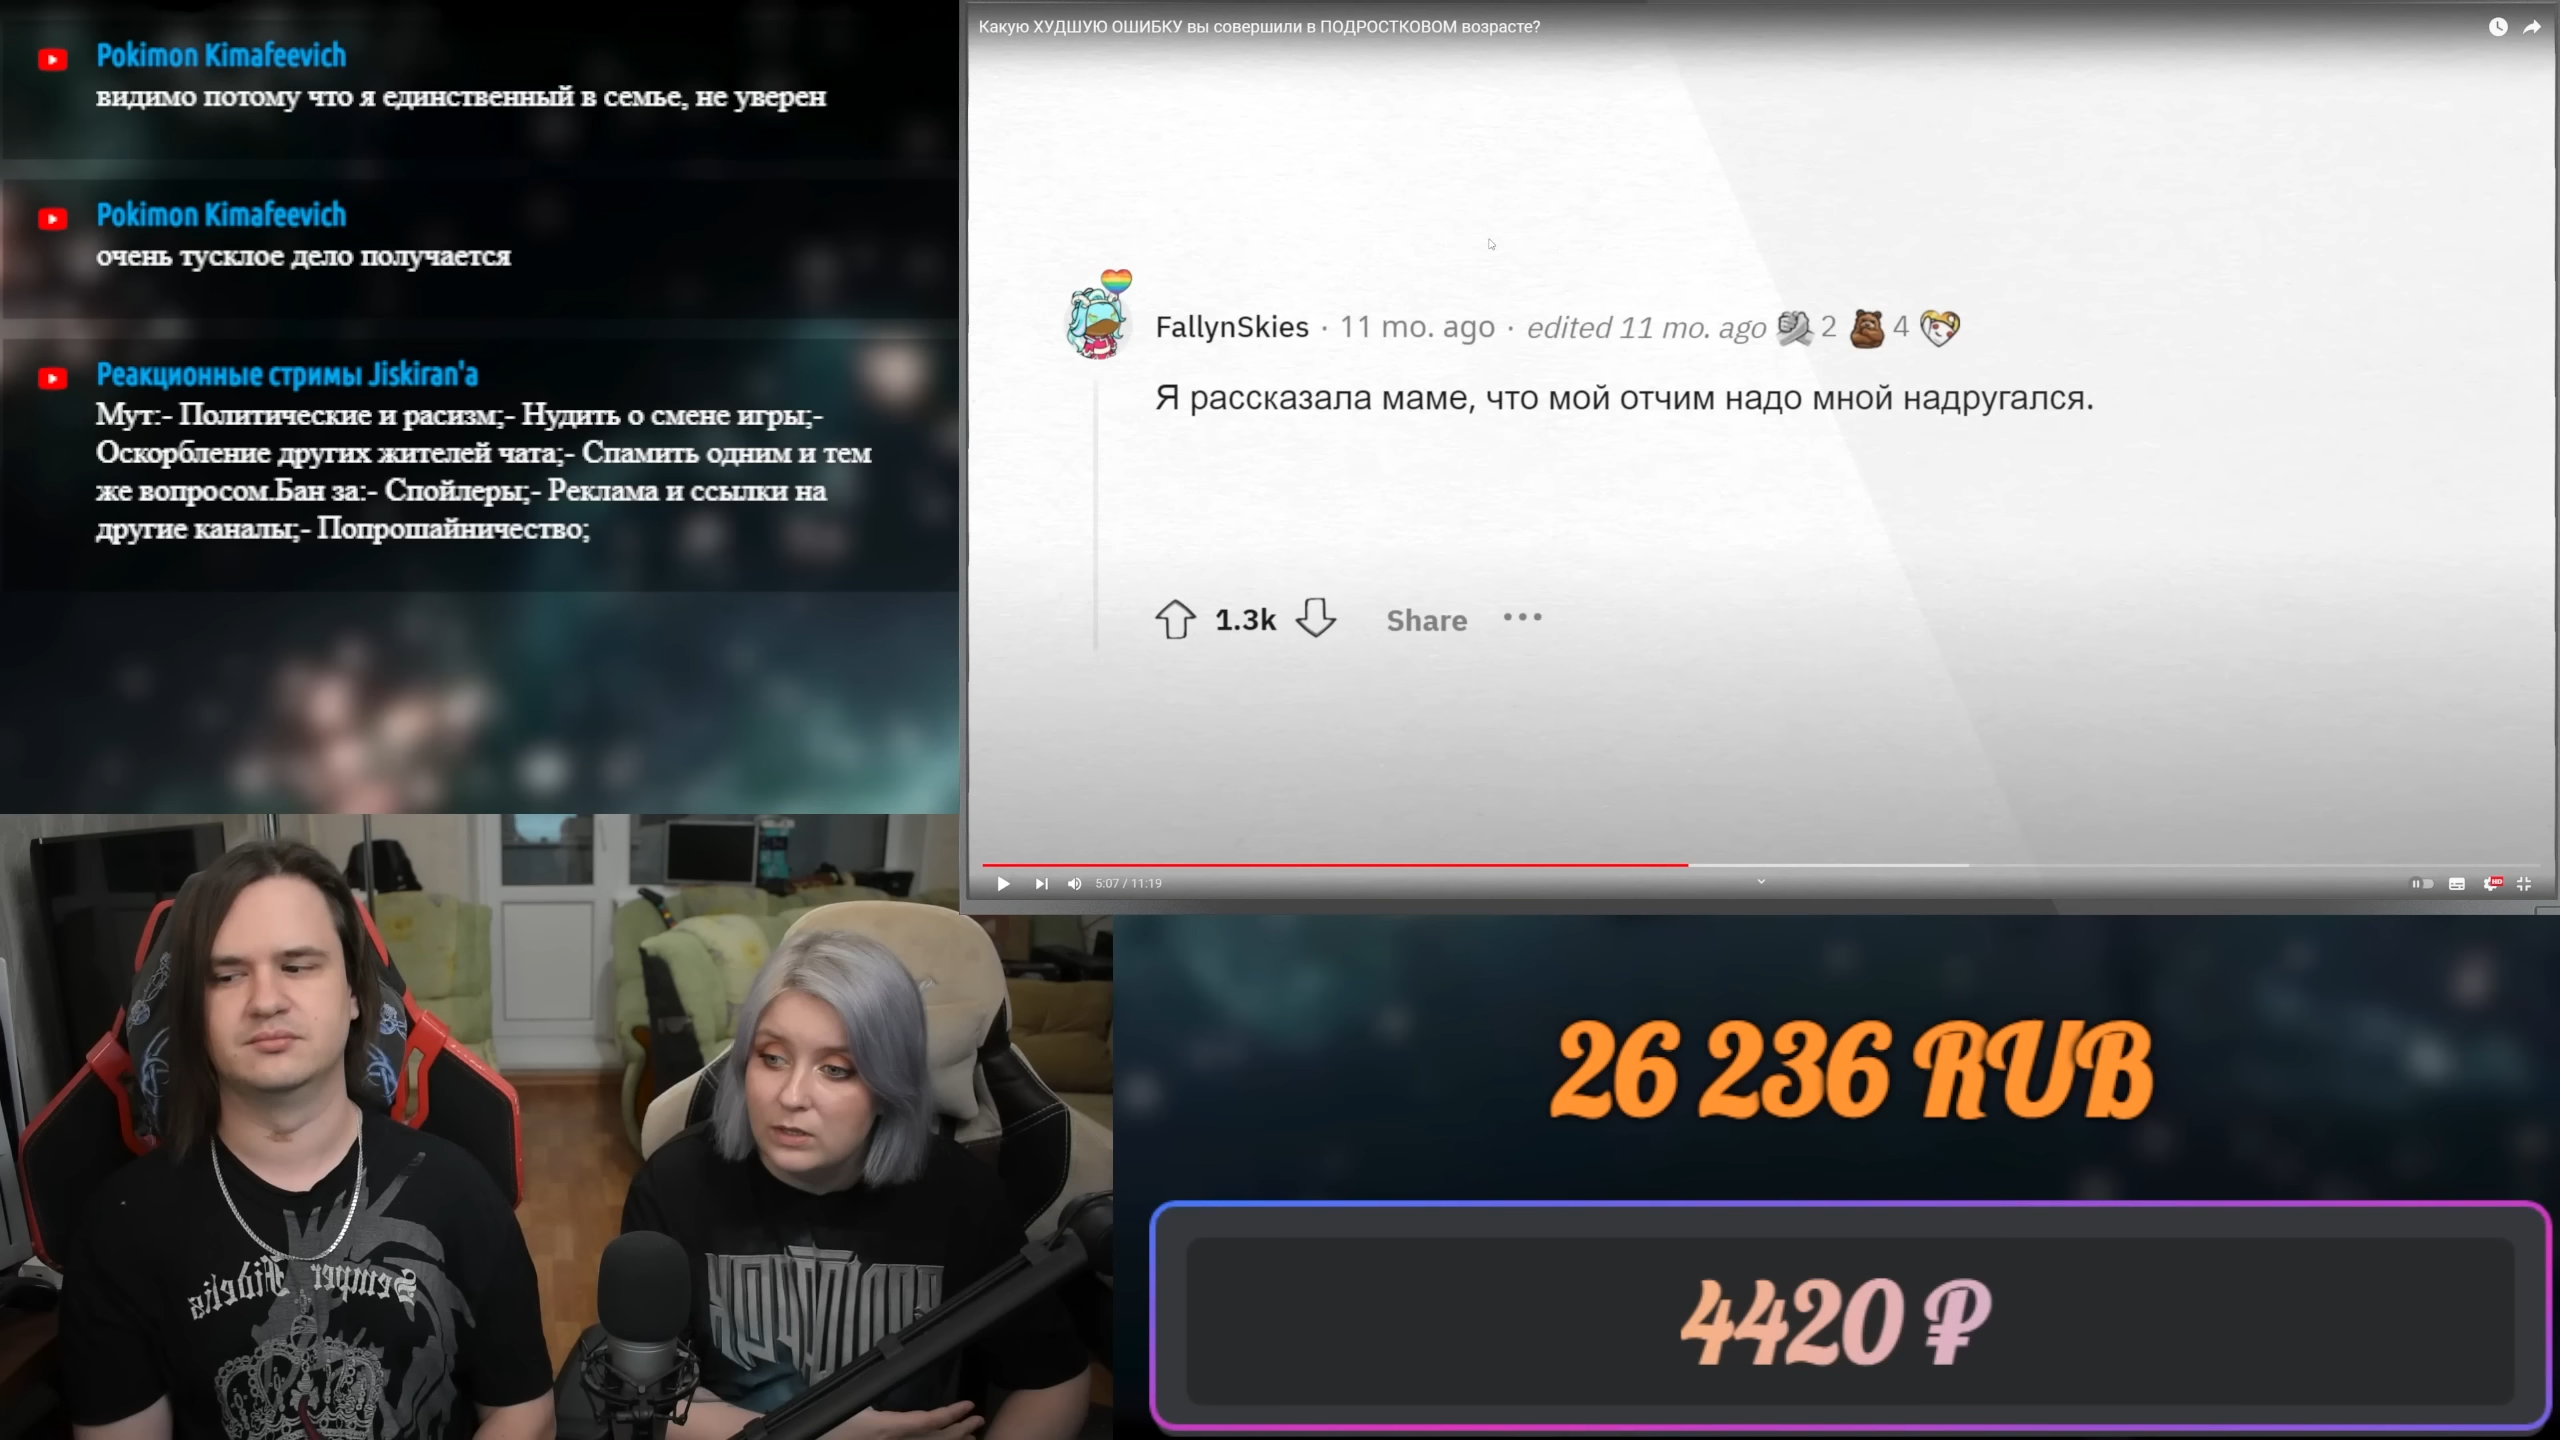 Pokimon Kimafeevich
видимо потому что я единственный в семье, не уверен
Pokimon Kimafeevich
очень тусклое дело получается
Реакционные стримы Jiskiran'a
Мут:- Политические и расизм;- Нудить о смене игры;-
Оскорбление других жителей чата;- Спамить одним и тем
же вопросом.Бан за:- Спойлеры;- Реклама и ссылки на
другие каналы;- Попрошайничество;
Какую ХУДШУЮ ОШИБКУ вы совершили в ПОДРОСТКОВОМ возрасте?
FallynSkies · 11 mo. ago · edited 11 mo. ago 2 4
Я рассказала маме, что мой отчим надо мной надругался.
1.3k Share ···
5:07 / 11:19
HD
Semper Fidelis
26 236 RUB
4420 ₽